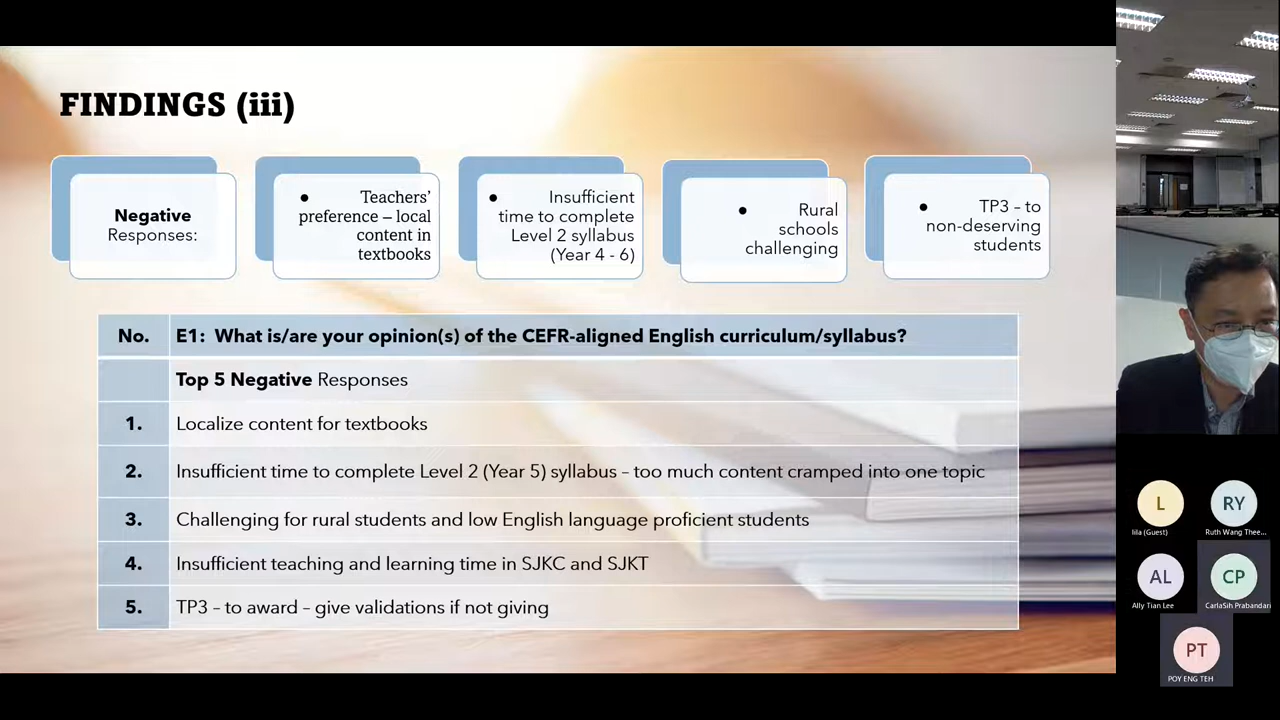 FINDINGS (iii)
Negative
Responses:
• Teachers’
preference – local
content in
textbooks
• Insufficient
time to complete
Level 2 syllabus
(Year 4 - 6)
• Rural
schools
challenging
• TP3 – to
non-deserving
students
No. E1: What is/are your opinion(s) of the CEFR-aligned English curriculum/syllabus?
Top 5 Negative Responses
1. Localize content for textbooks
2. Insufficient time to complete Level 2 (Year 5) syllabus – too much content cramped into one topic
3. Challenging for rural students and low English language proficient students
4. Insufficient teaching and learning time in SJKC and SJKT
5. TP3 – to award – give validations if not giving
L RY
lila (Guest) Ruth Wang Thee...
AL CP
Ally Tian Lee CarlaSih Prabandari
PT
POY ENG TEH